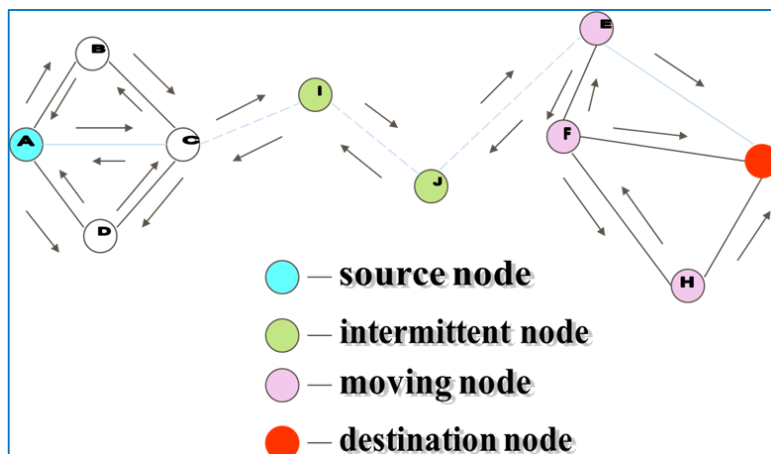 E
B
I
F
A
C
J
D
H
source node
intermittent node
moving node
destination node